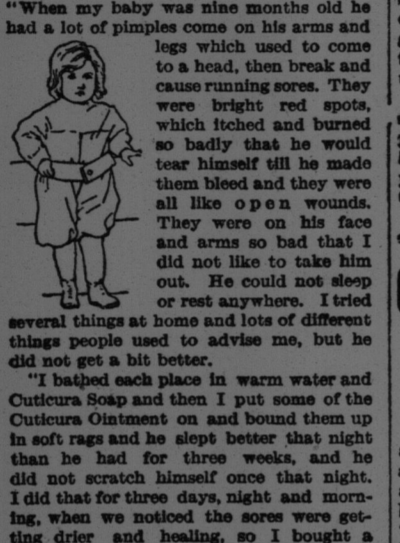 "When my baby was nine months old he
had a lot of pimples come on his arms and
legs which used to come
to a head, then break and
cause running sores. They
were bright red spots,
which itched and burned
so badly that he would
tear himself till he made
them bleed and they were
all like open wounds.
They were on his face
and arms so bad that I
did not like to take him
out. He could not sleep
or rest anywhere. I tried
several things at home and lots of different
things people used to advise me, but he
did not get a bit better.
"I bathed each place in warm water and
Cuticura Soap and then I put some of the
Cuticura Ointment on and bound them up
in soft rags and he slept better that night
than he had for three weeks, and he
did not scratch himself once that night.
I did that for three days, night and morn-
ing, when we noticed the sores were get-
ting drier and healing, so I bought a